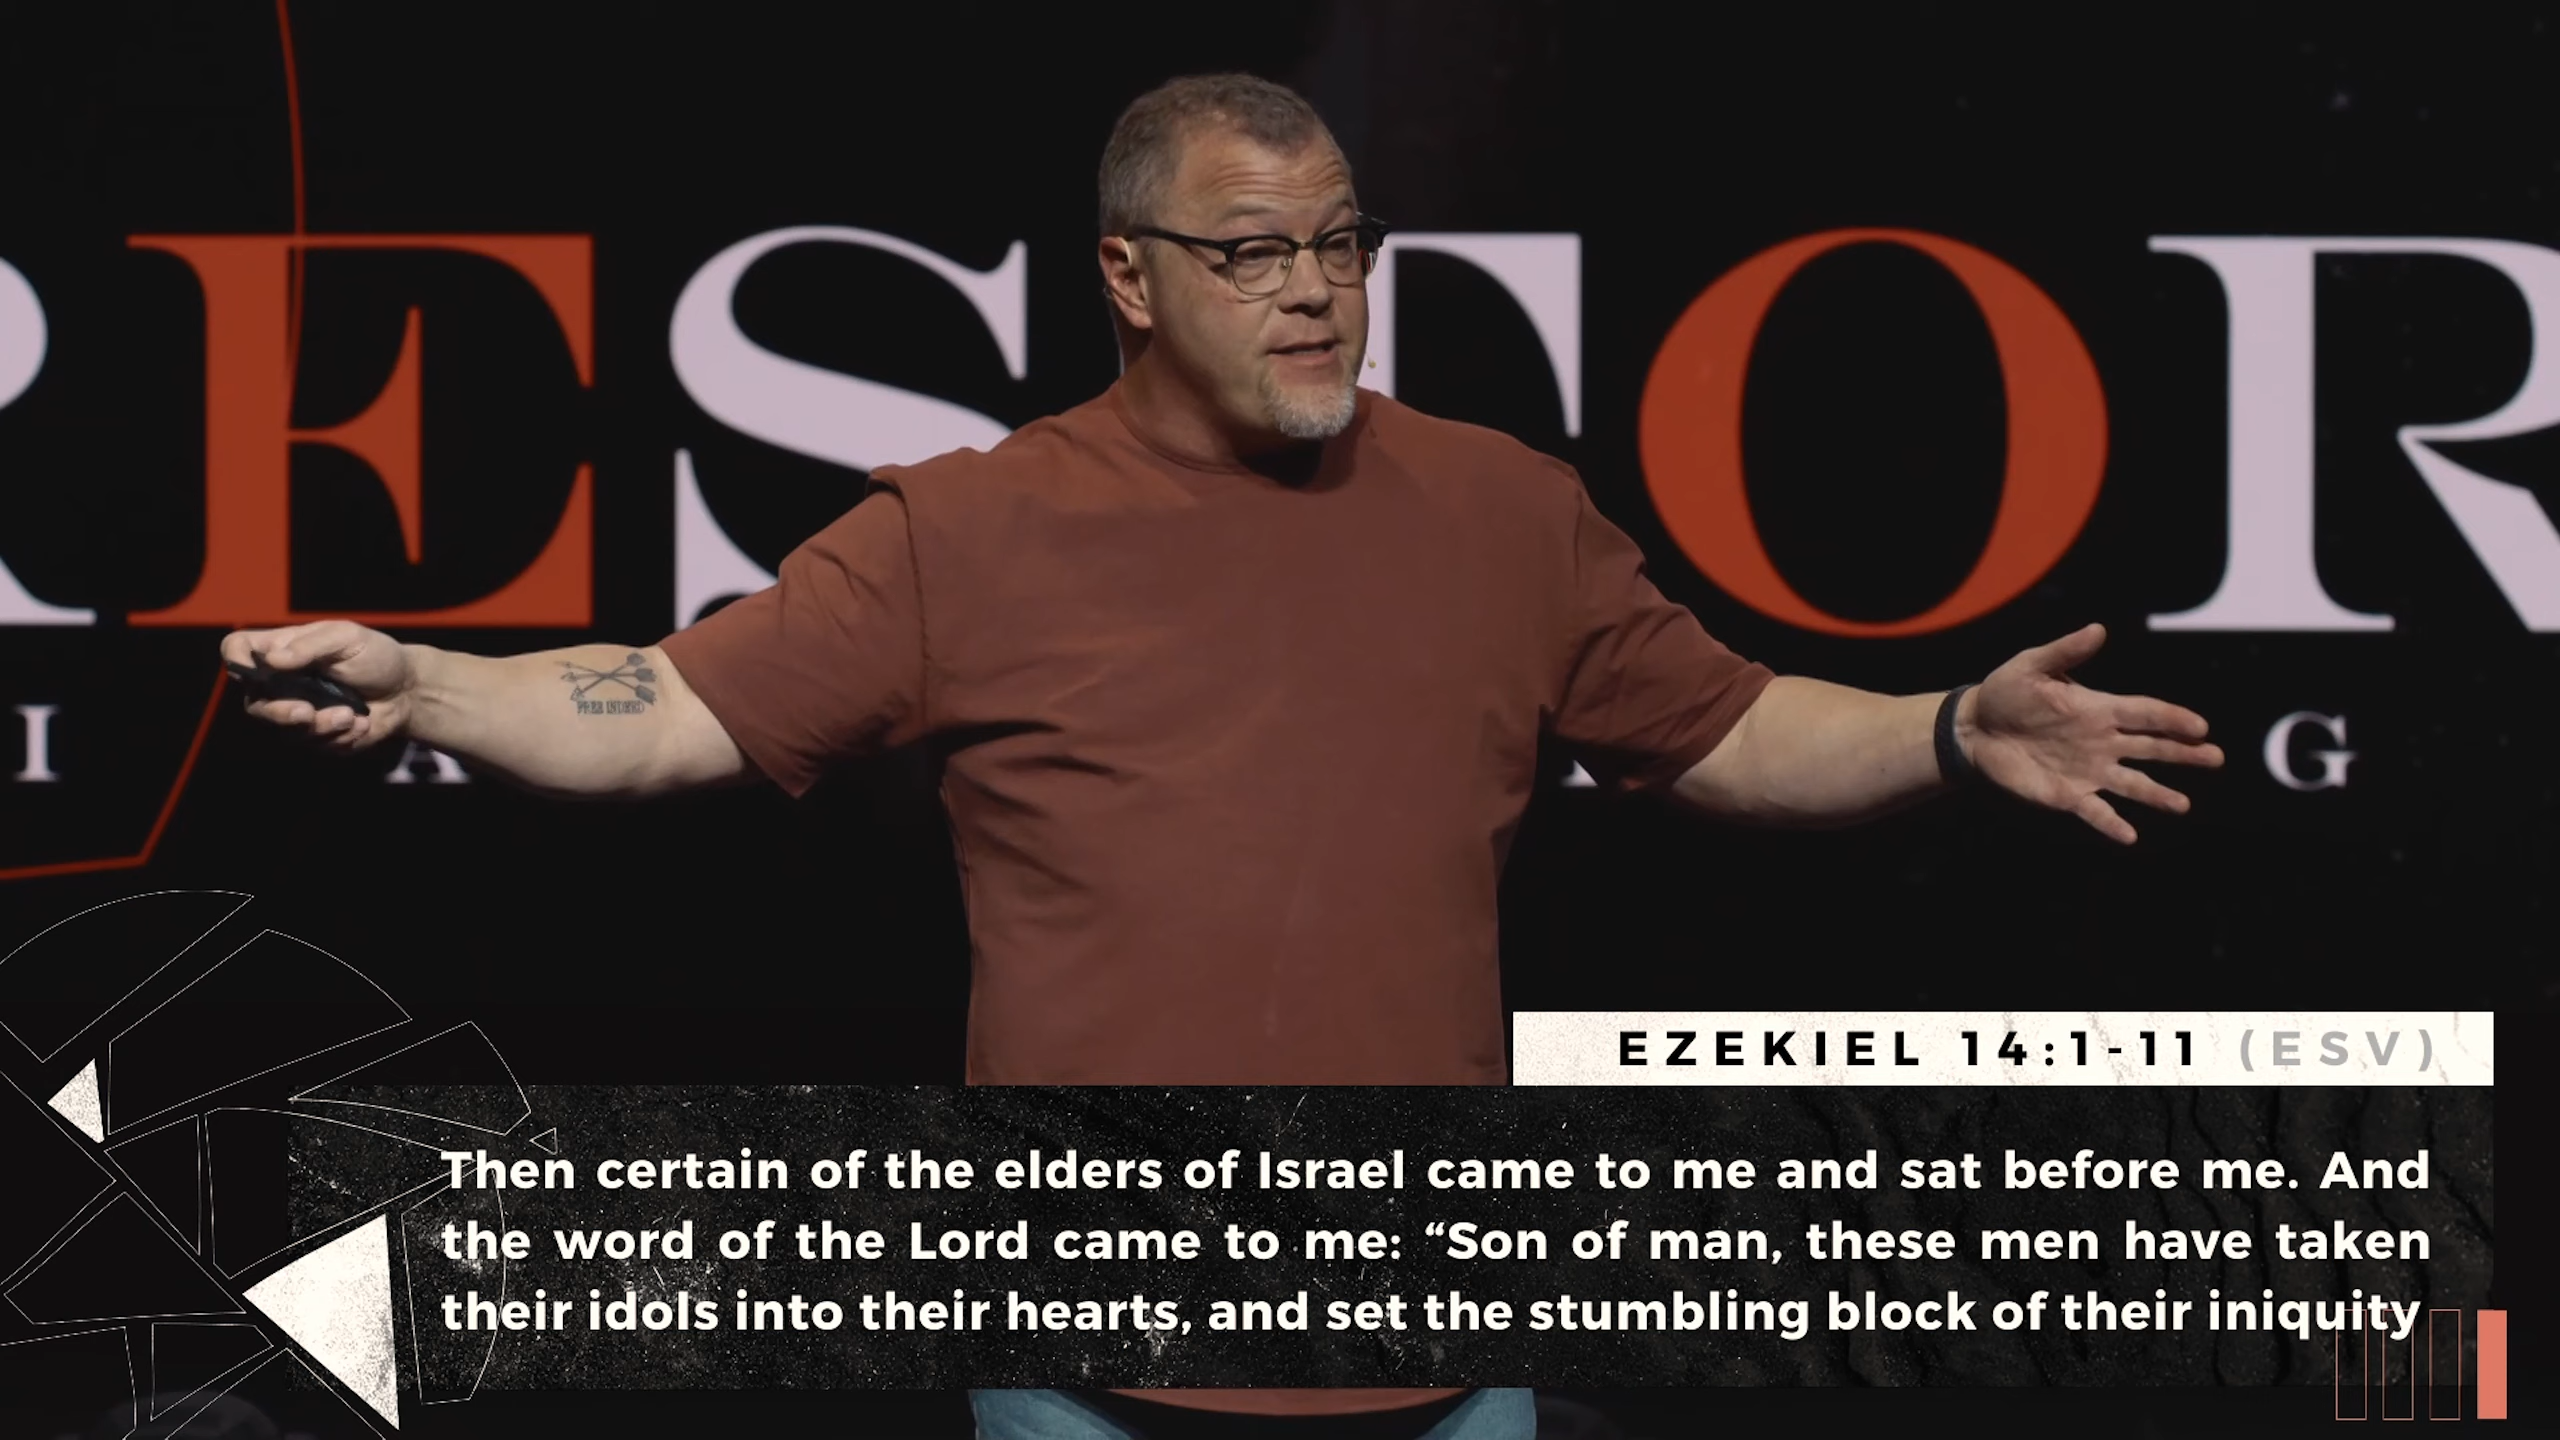 RESTOR
I A G
FREE INDEED
EZEKIEL 14:1-11 (ESV)
Then certain of the elders of Israel came to me and sat before me. And
the word of the Lord came to me: “Son of man, these men have taken
their idols into their hearts, and set the stumbling block of their iniquity